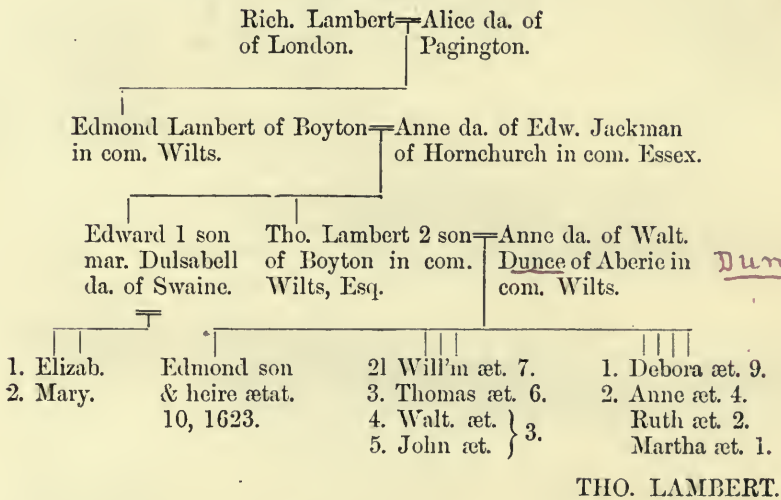 Rich. Lambert Alice da. of
of London. Pagington.
Edmond Lambert of Boyton Anne da. of Edw. Jackman
in com. Wilts. of Hornchurch in com. Essex.
Edward 1 son
mar. Dulsabell
da. of Swaine.
Tho. Lambert 2 son
of Boyton in com.
Wilts, Esq.
Anne da. of Walt.
Dunce of Aberie in
com. Wilts.
Dun
1. Elizab.
2. Mary.
Edmond son
& heire ætat.
10, 1623.
21 Will'm æt. 7.
3. Thomas æt. 6.
4. Walt. æt. } 3.
5. John æt.
1. Debora æt. 9.
2. Anne æt. 4.
Ruth æt. 2.
Martha æt. 1.
THO. LAMBERT.